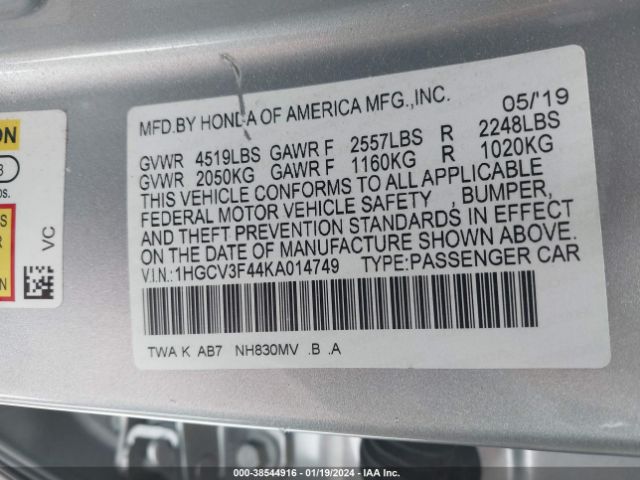 MFD.BY HONDA OF AMERICA MFG.,INC. 05/'19
GVWR 4519LBS GAWR F 2557LBS R 2248LBS
GVWR 2050KG GAWR F 1160KG R 1020KG
THIS VEHICLE CONFORMS TO ALL APPLICABLE
FEDERAL MOTOR VEHICLE SAFETY , BUMPER,
AND THEFT PREVENTION STANDARDS IN EFFECT
ON THE DATE OF MANUFACTURE SHOWN ABOVE.
V.I.N: 1HGCV3F44KA014749 TYPE:PASSENGER CAR
TWA K AB7 NH830MV .B .A
VC
000-38544916 | 01/19/2024 | IAA Inc.